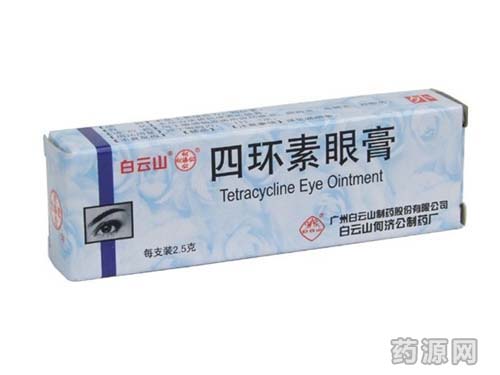 白云山
四环素眼膏
Tetracycline Eye Ointment
每支装2.5克
广州白云山制药股份有限公司
白云山何济公制药厂
药源网